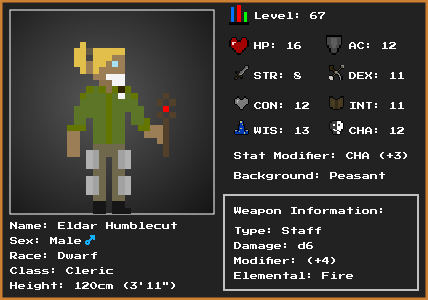 Level: 67
HP: 16 AC: 12
STR: 8 DEX: 11
CON: 12 INT: 11
WIS: 13 CHA: 12
Stat Modifier: CHA (+3)
Background: Peasant
Name: Eldar Humblecut
Sex: Male ♂
Race: Dwarf
Class: Cleric
Height: 120cm (3'11")
Weapon Information:
Type: Staff
Damage: d6
Modifier: (+4)
Elemental: Fire